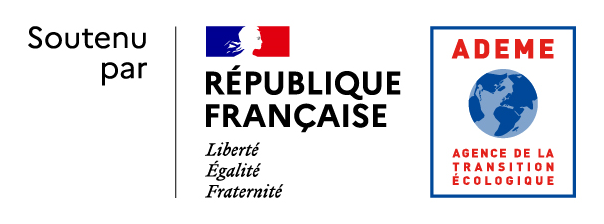 Soutenu
par
RÉPUBLIQUE
FRANÇAISE
Liberté
Égalité
Fraternité
ADEME
AGENCE DE LA
TRANSITION
ÉCOLOGIQUE